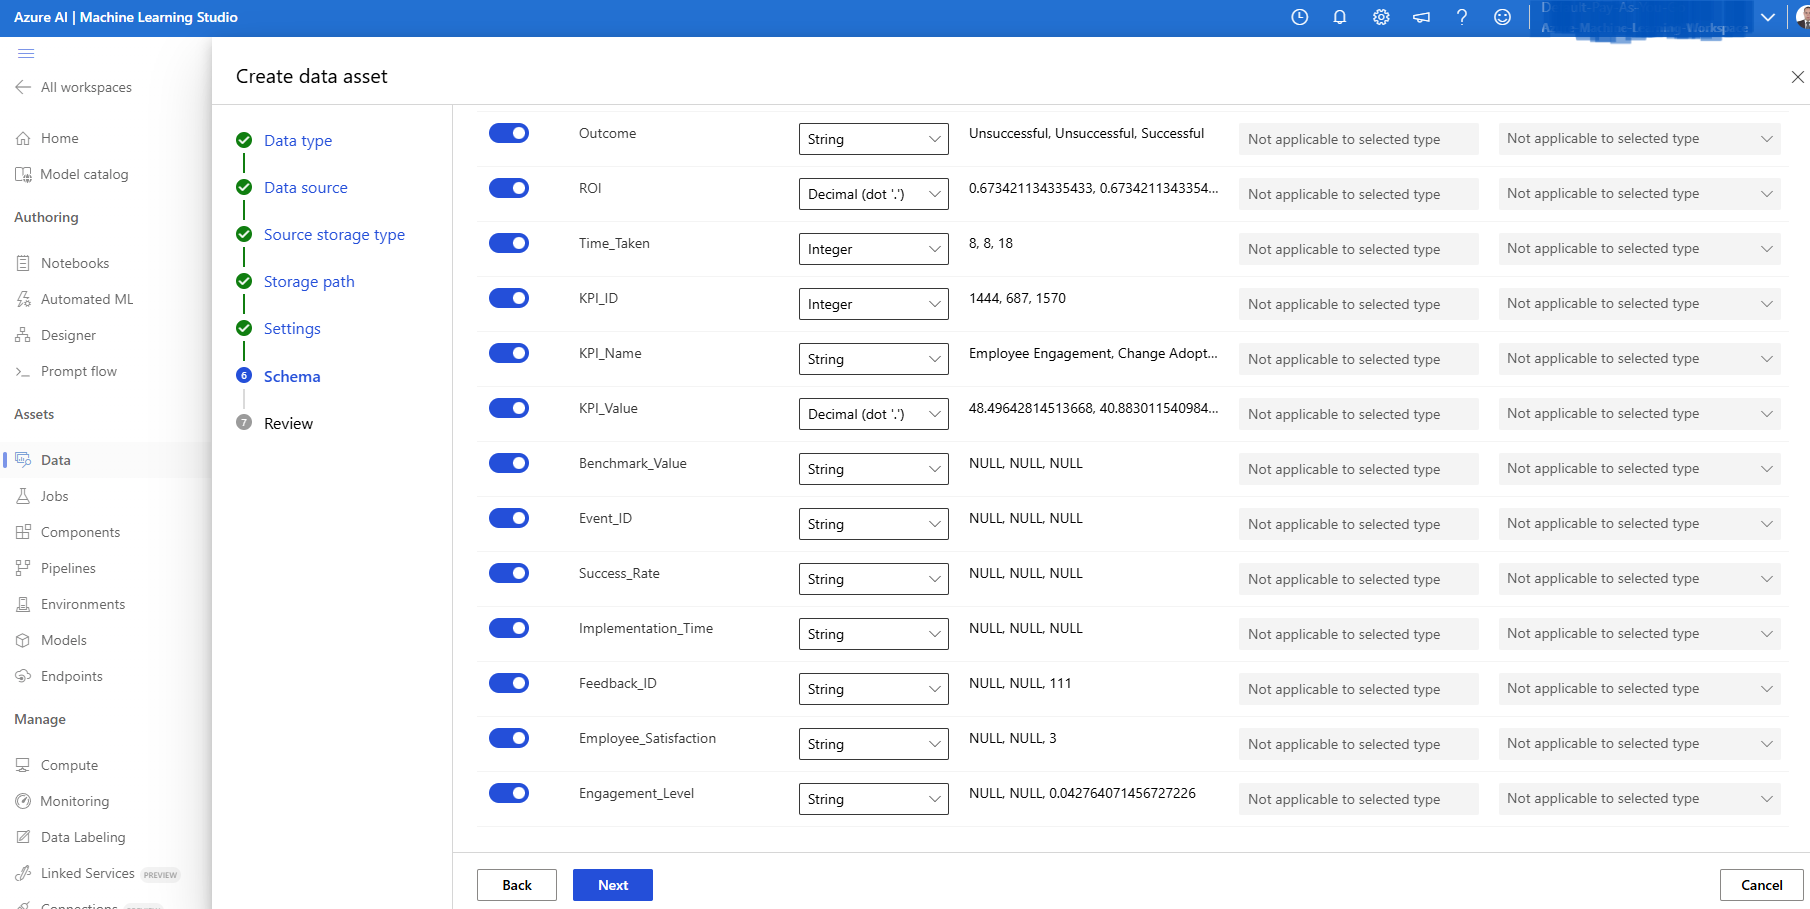 Azure AI | Machine Learning Studio
All workspaces
Home
Model catalog
Authoring
Notebooks
Automated ML
Designer
Prompt flow
Assets
Data
Jobs
Components
Pipelines
Environments
Models
Endpoints
Manage
Compute
Monitoring
Data Labeling
Linked Services PREVIEW
Create data asset
Data type
Data source
Source storage type
Storage path
Settings
6 Schema
7 Review
Outcome String Unsuccessful, Unsuccessful, Successful Not applicable to selected type Not applicable to selected type
ROI Decimal (dot '.') 0.673421134335433, 0.6734211343354... Not applicable to selected type Not applicable to selected type
Time_Taken Integer 8, 8, 18 Not applicable to selected type Not applicable to selected type
KPI_ID Integer 1444, 687, 1570 Not applicable to selected type Not applicable to selected type
KPI_Name String Employee Engagement, Change Adopt... Not applicable to selected type Not applicable to selected type
KPI_Value Decimal (dot '.') 48.49642814513668, 40.883011540984... Not applicable to selected type Not applicable to selected type
Benchmark_Value String NULL, NULL, NULL Not applicable to selected type Not applicable to selected type
Event_ID String NULL, NULL, NULL Not applicable to selected type Not applicable to selected type
Success_Rate String NULL, NULL, NULL Not applicable to selected type Not applicable to selected type
Implementation_Time String NULL, NULL, NULL Not applicable to selected type Not applicable to selected type
Feedback_ID String NULL, NULL, 111 Not applicable to selected type Not applicable to selected type
Employee_Satisfaction String NULL, NULL, 3 Not applicable to selected type Not applicable to selected type
Engagement_Level String NULL, NULL, 0.042764071456727226 Not applicable to selected type Not applicable to selected type
Back Next Cancel